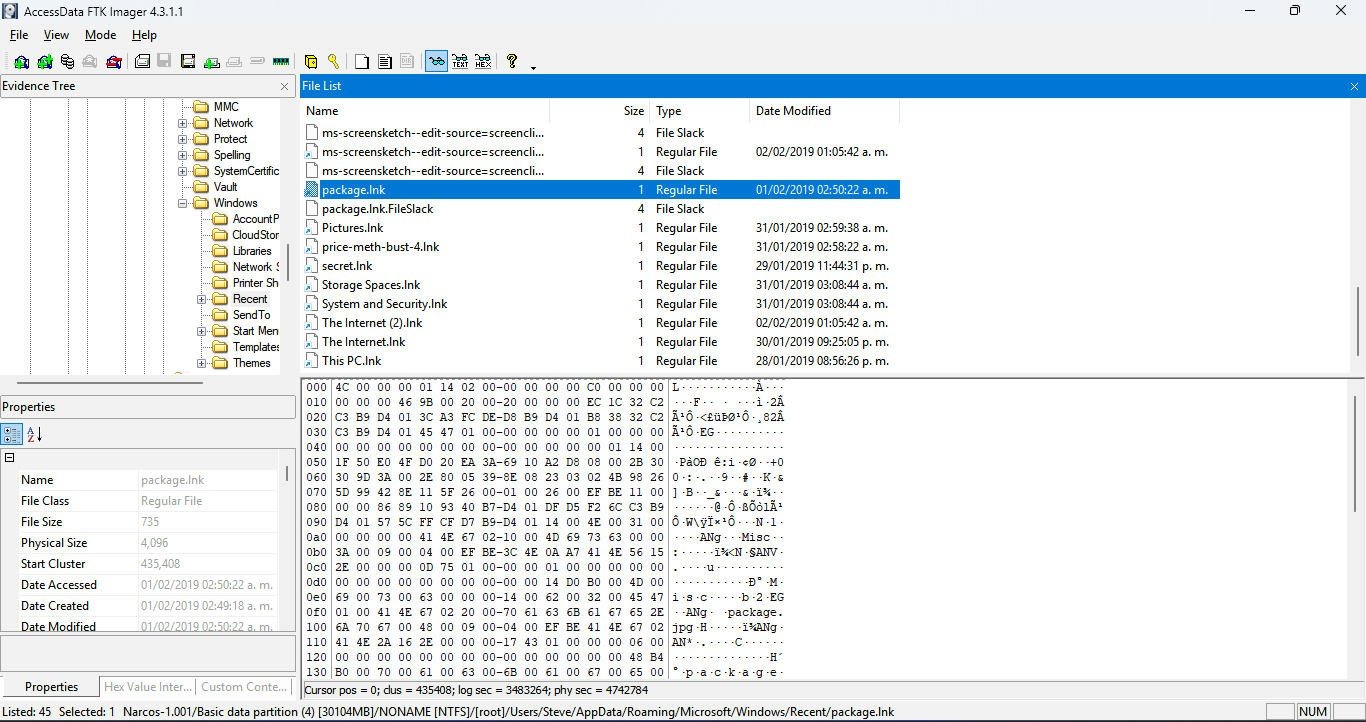 AccessData FTK Imager 4.3.1.1
File View Mode Help
Evidence Tree
MMC
Network
Protect
Spelling
SystemCertific
Vault
Windows
AccountP
CloudStor
Libraries
Network S
Printer Sh
Recent
SendTo
Start Men
Templates
Themes
File List
Name Size Type Date Modified
ms-screensketch--edit-source=screencli... 4 File Slack
ms-screensketch--edit-source=screencli... 1 Regular File 02/02/2019 01:05:42 a. m.
ms-screensketch--edit-source=screencli... 4 File Slack
package.lnk 1 Regular File 01/02/2019 02:50:22 a. m.
package.lnk.FileSlack 4 File Slack
Pictures.lnk 1 Regular File 31/01/2019 02:59:38 a. m.
price-meth-bust-4.lnk 1 Regular File 31/01/2019 02:58:22 a. m.
secret.lnk 1 Regular File 29/01/2019 11:44:31 p. m.
Storage Spaces.lnk 1 Regular File 31/01/2019 03:08:44 a. m.
System and Security.lnk 1 Regular File 31/01/2019 03:08:44 a. m.
The Internet (2).lnk 1 Regular File 02/02/2019 01:05:42 a. m.
The Internet.lnk 1 Regular File 30/01/2019 09:25:05 p. m.
This PC.lnk 1 Regular File 28/01/2019 08:56:26 p. m.
Properties
Name package.lnk
File Class Regular File
File Size 735
Physical Size 4,096
Start Cluster 435,408
Date Accessed 01/02/2019 02:50:22 a. m.
Date Created 01/02/2019 02:49:18 a. m.
Date Modified 01/02/2019 02:50:22 a. m.
Properties Hex Value Inter... Custom Conte...
000 4C 00 00 00 01 14 02 00-00 00 00 00 C0 00 00 00 L···········À···
010 00 00 00 46 9B 00 20 00-20 00 00 00 EC 1C 32 C2 ···F·· · ···ì·2Â
020 C3 B9 D4 01 3C A3 FC DE-D8 B9 D4 01 B8 38 32 C2 Ã¹Ô·<£üÞØ¹Ô·¸82Â
030 C3 B9 D4 01 45 47 01 00-00 00 00 00 01 00 00 00 Ã¹Ô·EG··········
040 00 00 00 00 00 00 00 00-00 00 00 00 00 01 14 00 ················
050 1F 50 E0 4F D0 20 EA 3A-69 10 A2 D8 08 00 2B 30 ·PàOÐ ê:i·¢Ø··+0
060 30 9D 3A 00 2E 80 05 39-8E 08 23 03 02 4B 98 26 0·:·.··9··#··K·&
070 5D 99 42 8E 11 5F 26 00-01 00 26 00 EF BE 11 00 ]·B··_&···&·ï¾··
080 00 00 86 89 10 93 40 B7-D4 01 DF D5 F2 6C C3 B9 ······@·Ô·ßÕòlÃ¹
090 D4 01 57 5C FF CF D7 B9-D4 01 14 00 4E 00 31 00 Ô·W\ÿÏ×¹Ô···N·1·
0a0 00 00 00 00 41 4E 67 02-10 00 4D 69 73 63 00 00 ····ANg···Misc··
0b0 3A 00 09 00 04 00 EF BE-3C 4E 0A A7 41 4E 56 15 :·····ï¾<N·§ANV·
0c0 2E 00 00 00 0D 75 01 00-00 00 01 00 00 00 00 00 .····u··········
0d0 00 00 00 00 00 00 00 00-00 00 14 D0 B0 00 4D 00 ···········Ð°·M·
0e0 69 00 73 00 63 00 00 00-14 00 62 00 32 00 45 47 i·s·c·····b·2·EG
0f0 01 00 41 4E 67 02 20 00-70 61 63 6B 61 67 65 2E ··ANg· ·package.
100 6A 70 67 00 48 00 09 00-04 00 EF BE 41 4E 67 02 jpg·H·····ï¾ANg·
110 41 4E 2A 16 2E 00 00 00-17 43 01 00 00 00 06 00 AN*·.····C······
120 00 00 00 00 00 00 00 00-00 00 00 00 00 00 48 B4 ··············H´
130 B0 00 70 00 61 00 63 00-6B 00 61 00 67 00 65 00 °·p·a·c·k·a·g·e·
Cursor pos = 0; clus = 435408; log sec = 3483264; phy sec = 4742784
Listed: 45 Selected: 1 Narcos-1.001/Basic data partition (4) [30104MB]/NONAME [NTFS]/[root]/Users/Steve/AppData/Roaming/Microsoft/Windows/Recent/package.lnk NUM